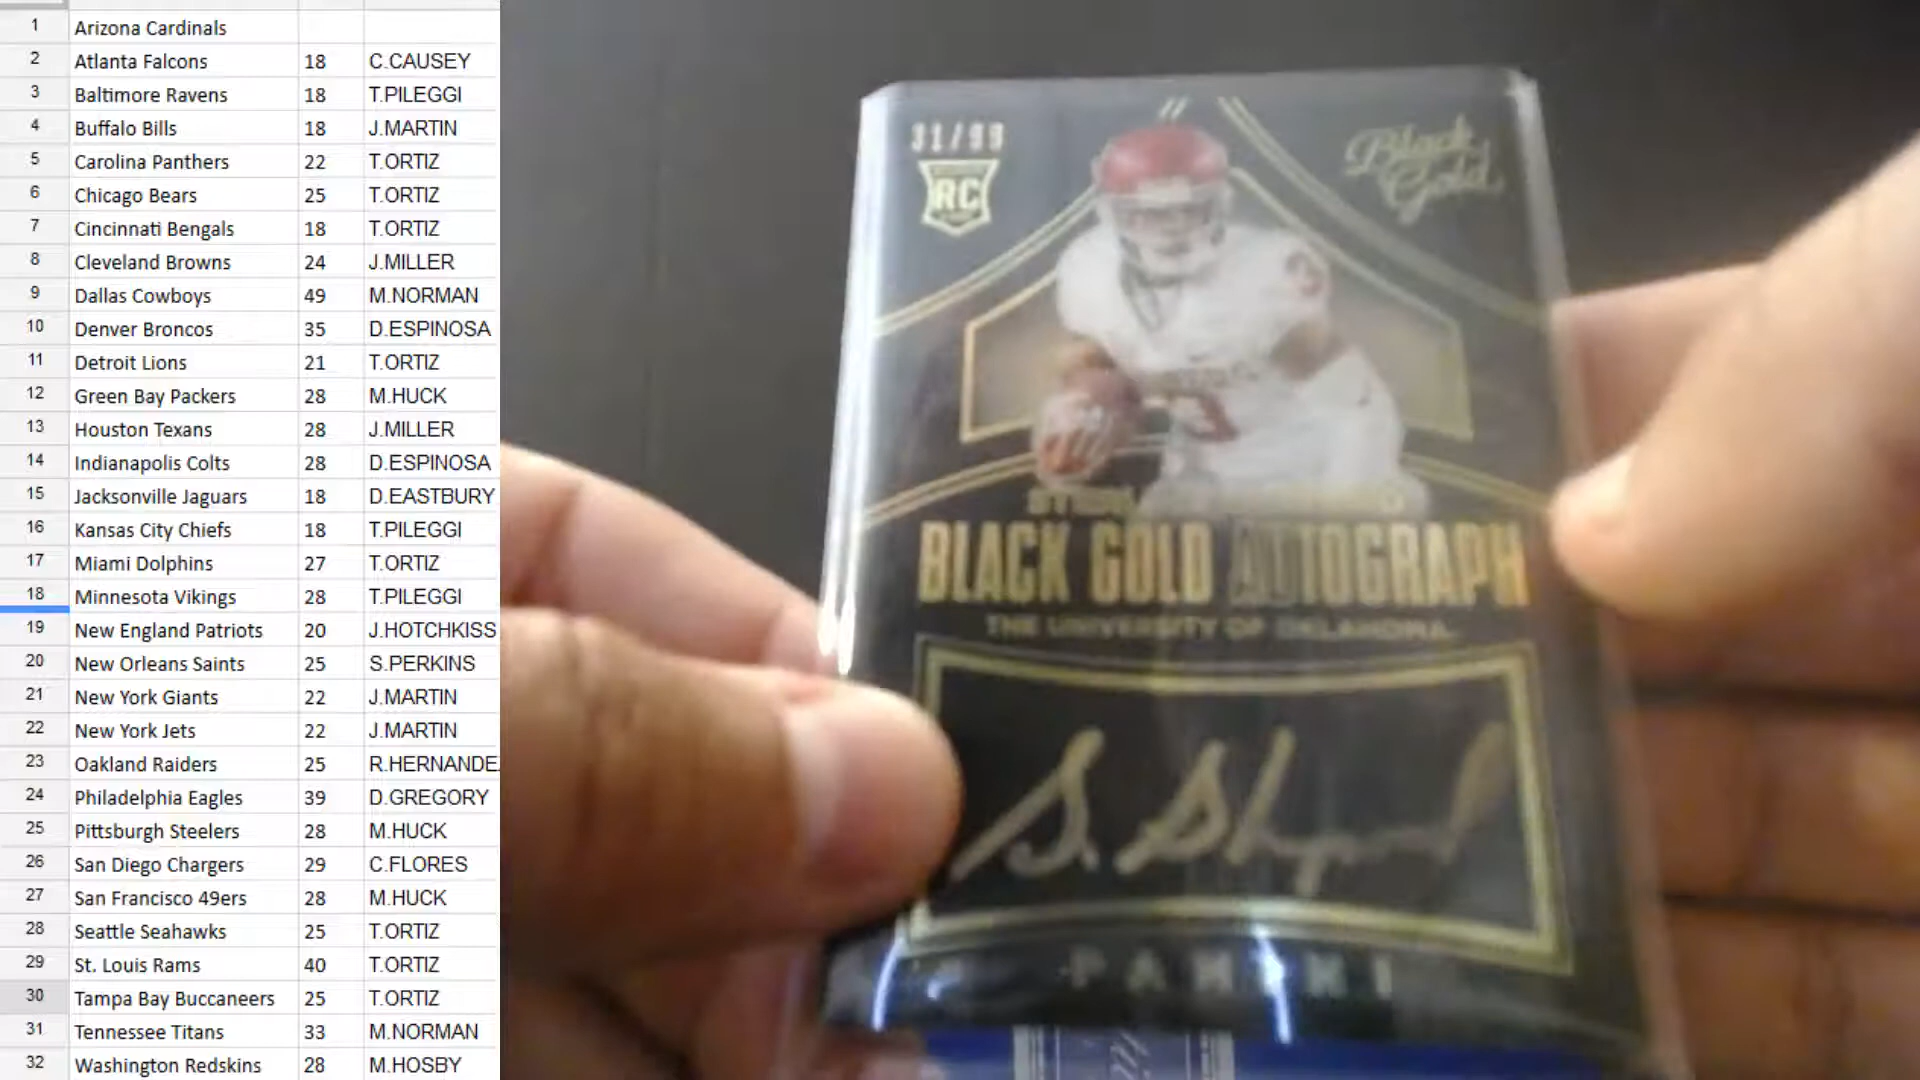 1 Arizona Cardinals
2 Atlanta Falcons 18 C.CAUSEY
3 Baltimore Ravens 18 T.PILEGGI
4 Buffalo Bills 18 J.MARTIN
5 Carolina Panthers 22 T.ORTIZ
6 Chicago Bears 25 T.ORTIZ
7 Cincinnati Bengals 18 T.ORTIZ
8 Cleveland Browns 24 J.MILLER
9 Dallas Cowboys 49 M.NORMAN
10 Denver Broncos 35 D.ESPINOSA
11 Detroit Lions 21 T.ORTIZ
12 Green Bay Packers 28 M.HUCK
13 Houston Texans 28 J.MILLER
14 Indianapolis Colts 28 D.ESPINOSA
15 Jacksonville Jaguars 18 D.EASTBURY
16 Kansas City Chiefs 18 T.PILEGGI
17 Miami Dolphins 27 T.ORTIZ
18 Minnesota Vikings 28 T.PILEGGI
19 New England Patriots 20 J.HOTCHKISS
20 New Orleans Saints 25 S.PERKINS
21 New York Giants 22 J.MARTIN
22 New York Jets 22 J.MARTIN
23 Oakland Raiders 25 R.HERNANDE
24 Philadelphia Eagles 39 D.GREGORY
25 Pittsburgh Steelers 28 M.HUCK
26 San Diego Chargers 29 C.FLORES
27 San Francisco 49ers 28 M.HUCK
28 Seattle Seahawks 25 T.ORTIZ
29 St. Louis Rams 40 T.ORTIZ
30 Tampa Bay Buccaneers 25 T.ORTIZ
31 Tennessee Titans 33 M.NORMAN
32 Washington Redskins 28 M.HOSBY
31/99
RC
Black
Gold
BLACK GOLD AUTOGRAPH
THE UNIVERSITY OF OKLAHOMA
S. Shepard
PANINI